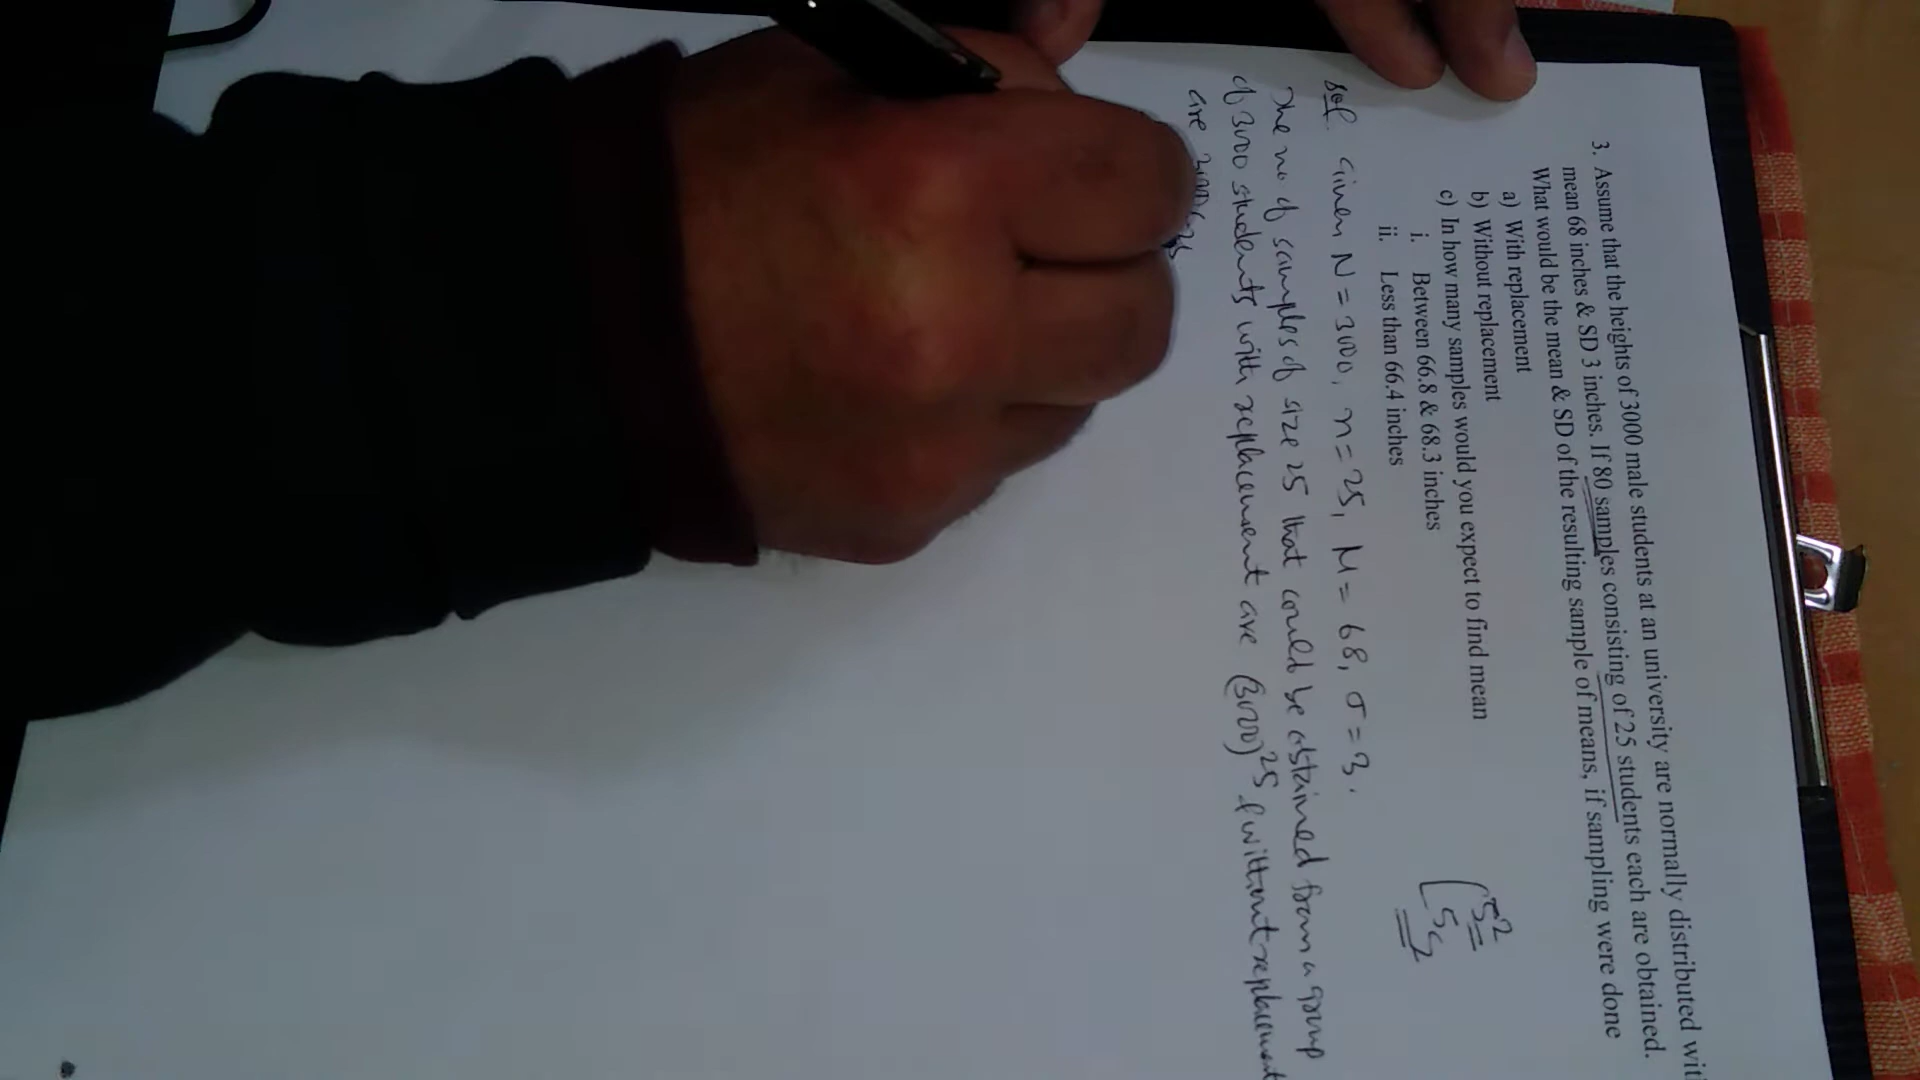 3. Assume that the heights of 3000 male students at an university are normally distributed wit
mean 68 inches & SD 3 inches. If 80 samples consisting of 25 students each are obtained.
What would be the mean & SD of the resulting sample of means, if sampling were done
a) With replacement
b) Without replacement
c) In how many samples would you expect to find mean
i. Between 66.8 & 68.3 inches
ii. Less than 66.4 inches
Sol. Given N = 3000, n = 25, M = 68, σ = 3.
The no of samples of size 25 that could be obtained from a group
of 3000 students with replacement are (3000)^25 & without replacement
are 3000C25